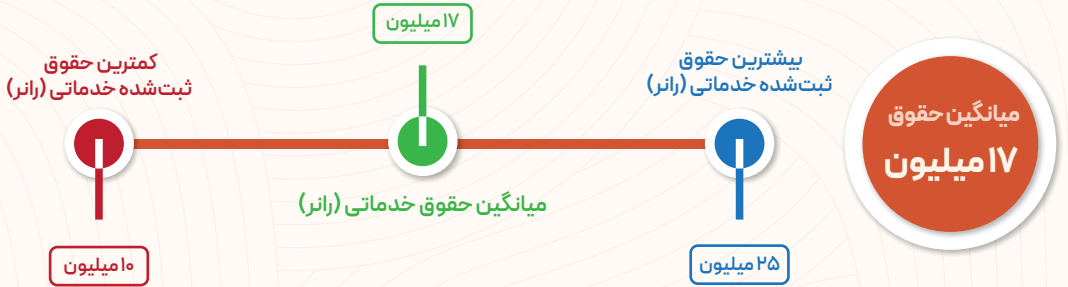 میانگین حقوق
۱۷ میلیون
بیشترین حقوق
ثبت‌شده خدماتی (رانر)
۲۵ میلیون
۱۷ میلیون
میانگین حقوق خدماتی (رانر)
کمترین حقوق
ثبت‌شده خدماتی (رانر)
۱۰ میلیون